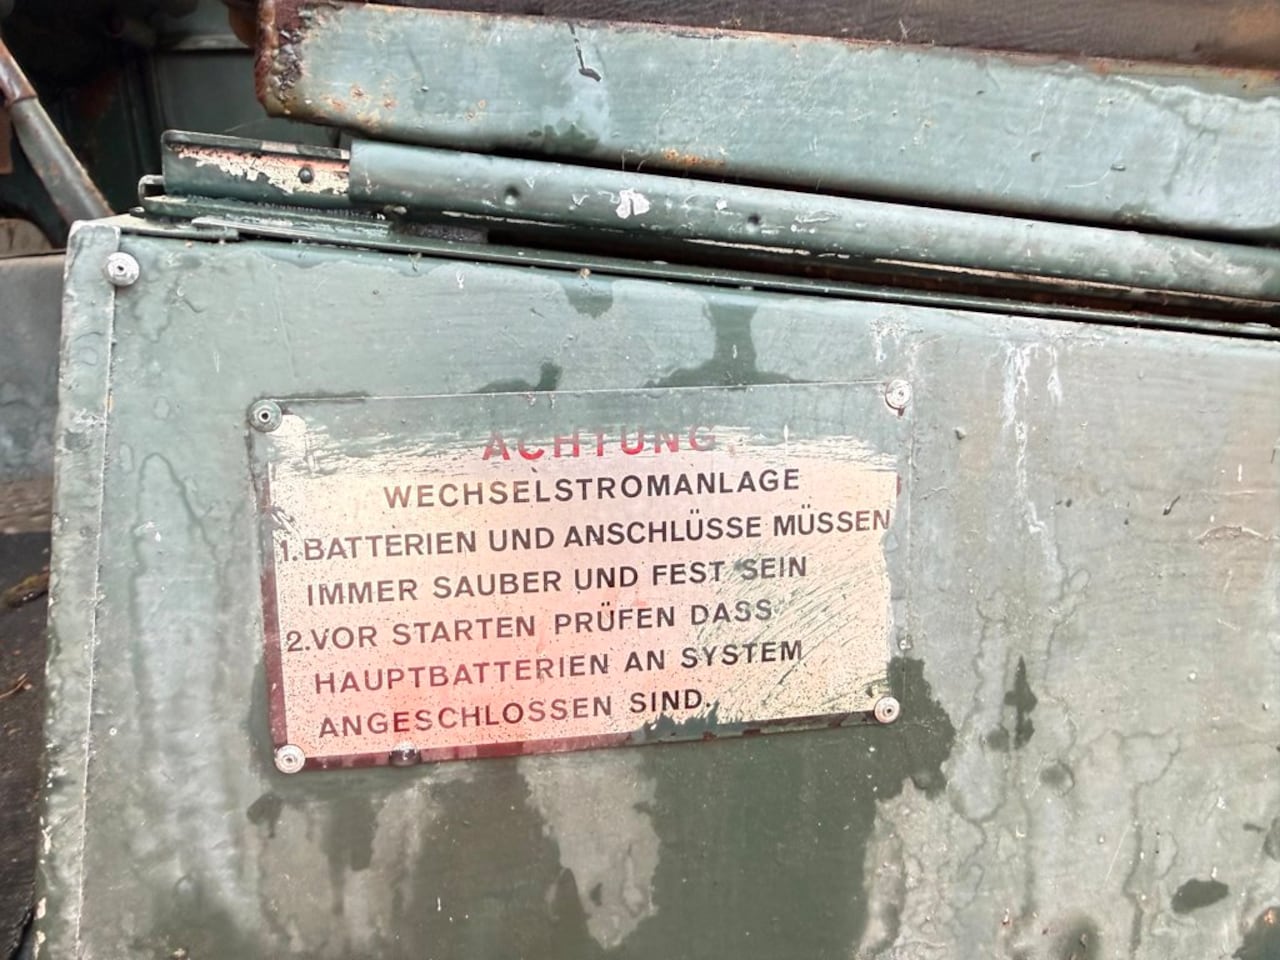 ACHTUNG
WECHSELSTROMANLAGE
1. BATTERIEN UND ANSCHLÜSSE MÜSSEN
IMMER SAUBER UND FEST SEIN
2. VOR STARTEN PRÜFEN DASS
HAUPTBATTERIEN AN SYSTEM
ANGESCHLOSSEN SIND.